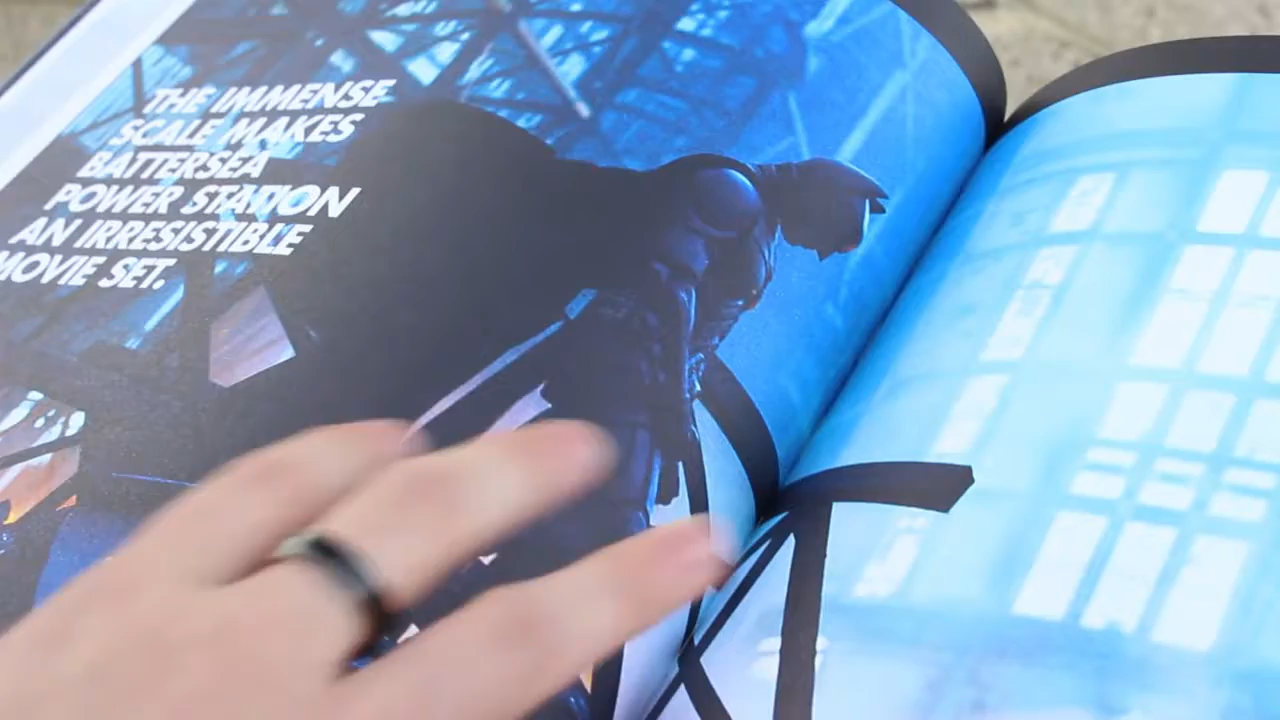 THE IMMENSE
SCALE MAKES
BATTERSEA
POWER STATION
AN IRRESISTIBLE
MOVIE SET.